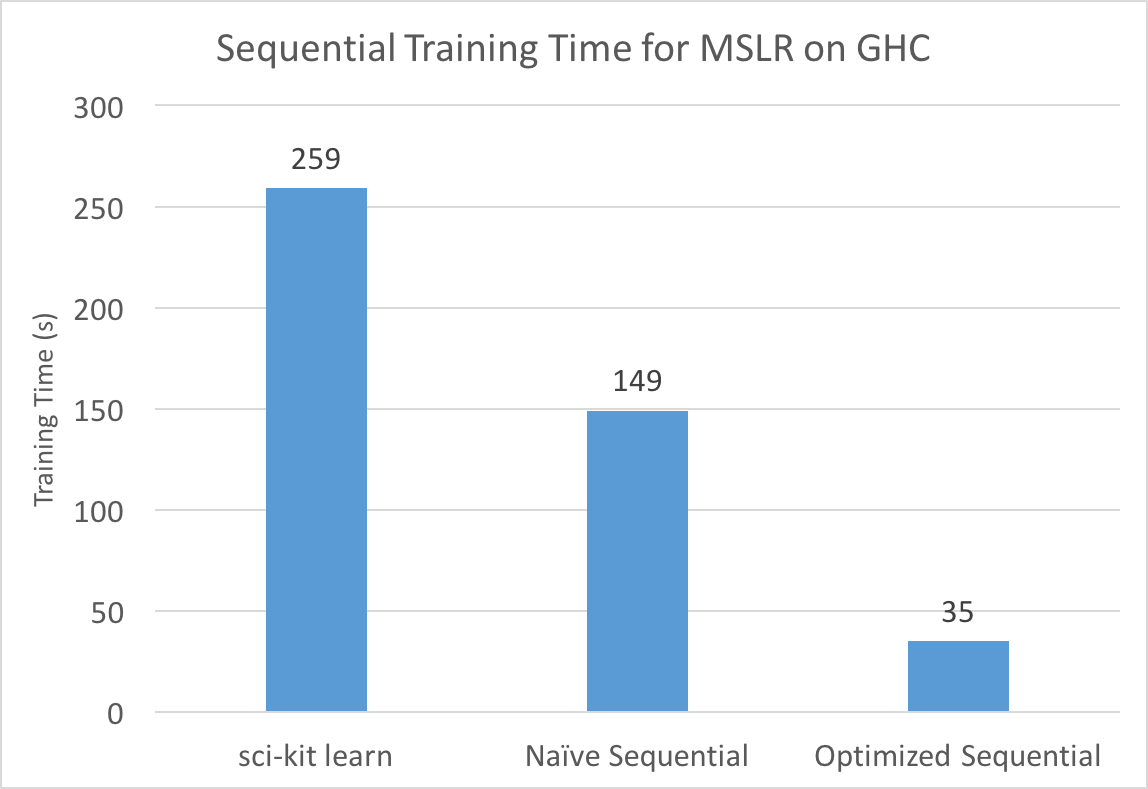 Sequential Training Time for MSLR on GHC
Training Time (s)
300
250
200
150
100
50
0
259
149
35
sci-kit learn
Naïve Sequential
Optimized Sequential